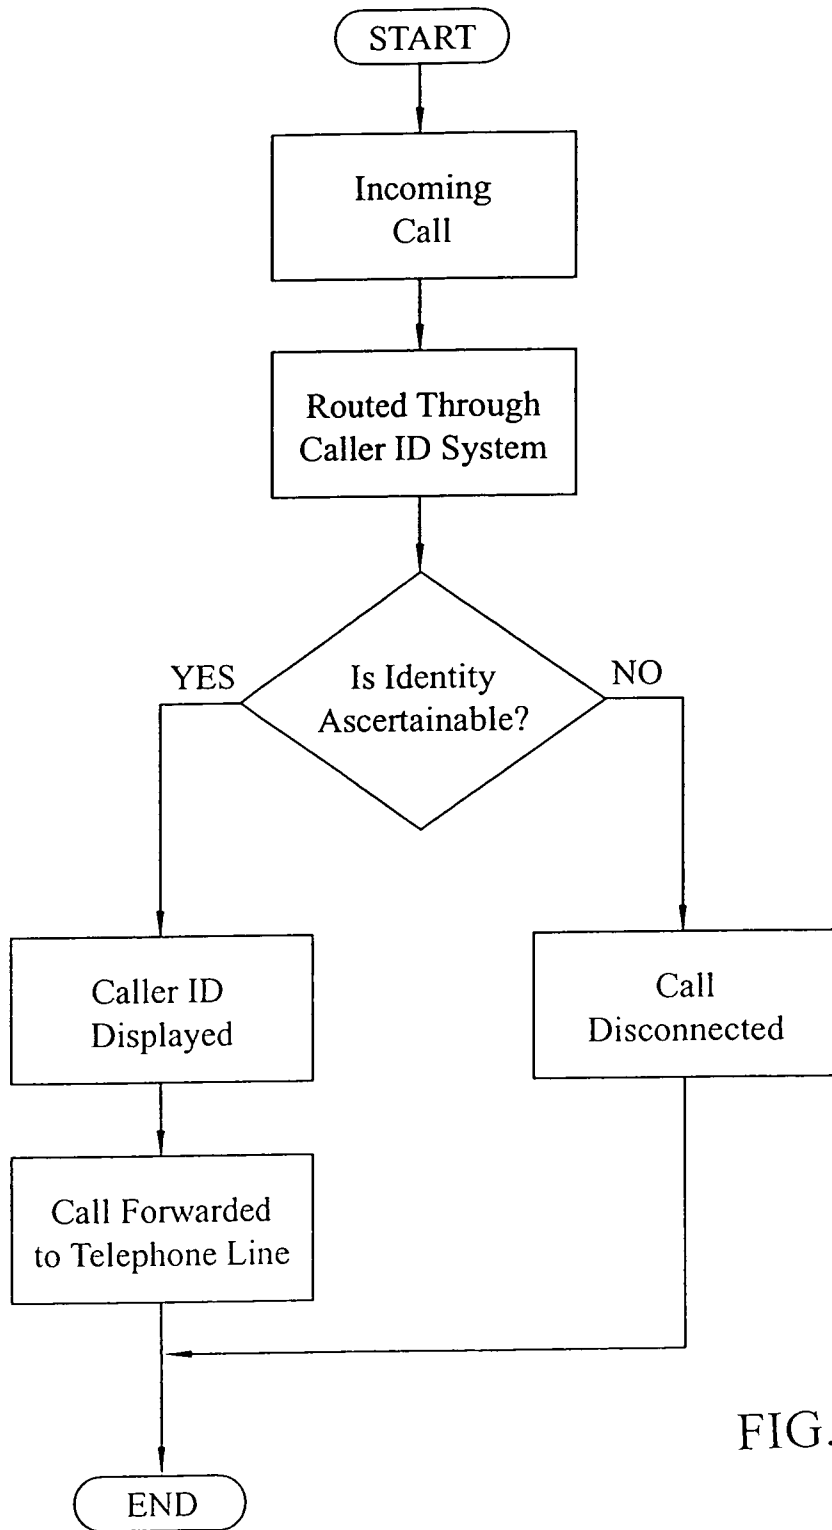 START
Incoming
Call
Routed Through
Caller ID System
Is Identity
Ascertainable?
YES
NO
Caller ID
Displayed
Call
Disconnected
Call Forwarded
to Telephone Line
FIG.
END